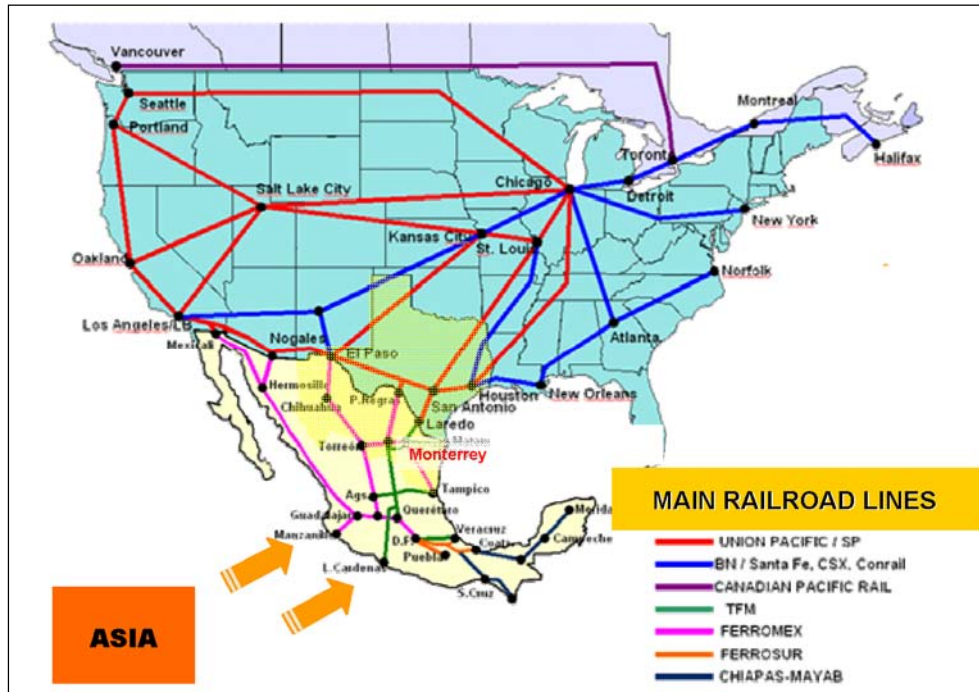 Vancouver
Seattle
Portland
Montreal
Toront
Halifax
Salt Lake City
Chicago
Detroit
New York
Kansas City
St. Louis
Oakland
Norfolk
Los Angeles/LB
Atlanta
Mexicali
Nogales
El Paso
Hermosillo
Chihuahua
P.Negras
San Antonio
Houston
New Orleans
Laredo
Torreón
Monterrey
Ags
Tampico
Guadalajar
Querétaro
Manzanillo
D.F.
Veracruz
Merida
Puebla
Coatz
Campeche
L.Cardenas
S.Cruz
ASIA
MAIN RAILROAD LINES
UNION PACIFIC / SP
BN / Santa Fe, CSX, Conrail
CANADIAN PACIFIC RAIL
TFM
FERROMEX
FERROSUR
CHIAPAS-MAYAB